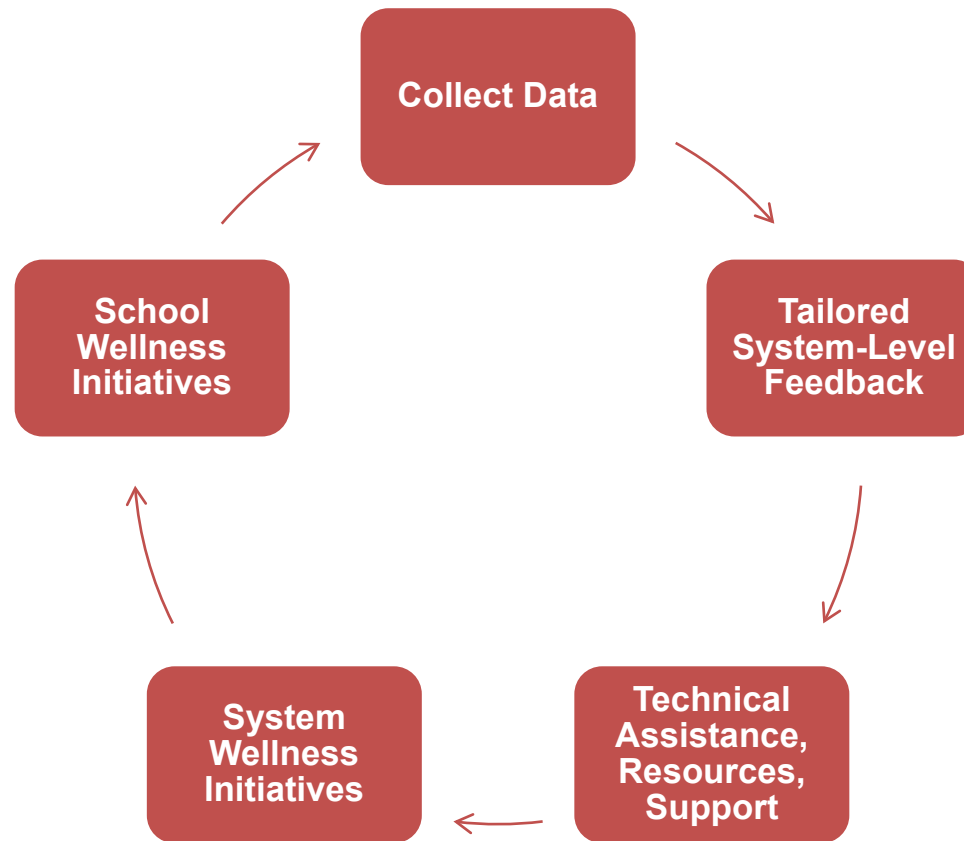 Collect Data
Tailored
System-Level
Feedback
Technical
Assistance,
Resources,
Support
System
Wellness
Initiatives
School
Wellness
Initiatives